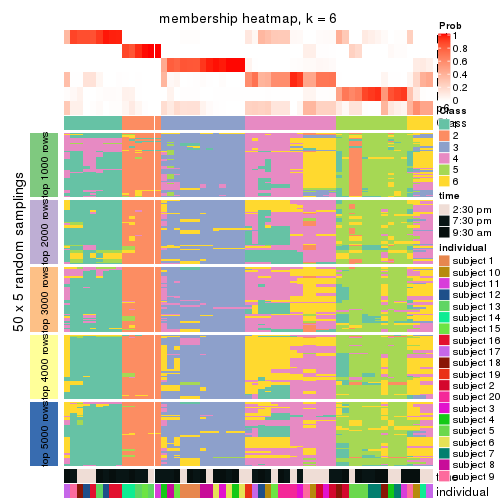 membership heatmap, k = 6
50 x 5 random samplings
top 1000 rows
top 2000 rows
top 3000 rows
top 4000 rows
top 5000 rows
Prob
1
0.8
0.6
0.4
0.2
0
Class
1
2
3
4
5
6
time
2:30 pm
7:30 pm
9:30 am
individual
subject 1
subject 10
subject 11
subject 12
subject 13
subject 14
subject 15
subject 16
subject 17
subject 18
subject 19
subject 2
subject 20
subject 3
subject 4
subject 5
subject 6
subject 7
subject 8
subject 9
individual